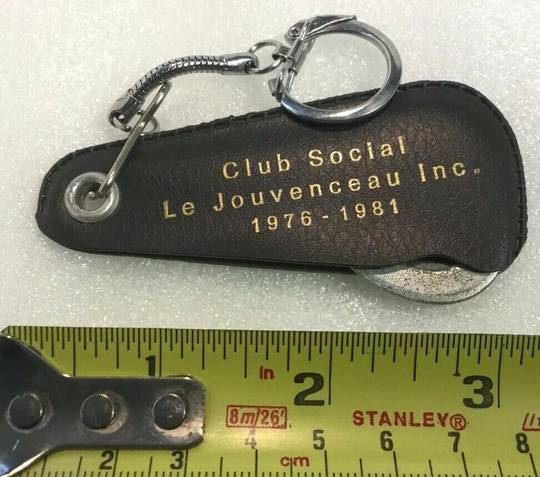 Club Social
Le Jouvenceau Inc.
1976 - 1981
1 in 2 3
8m/26' STANLEY®
2 3 4 5 6 7 8
cm